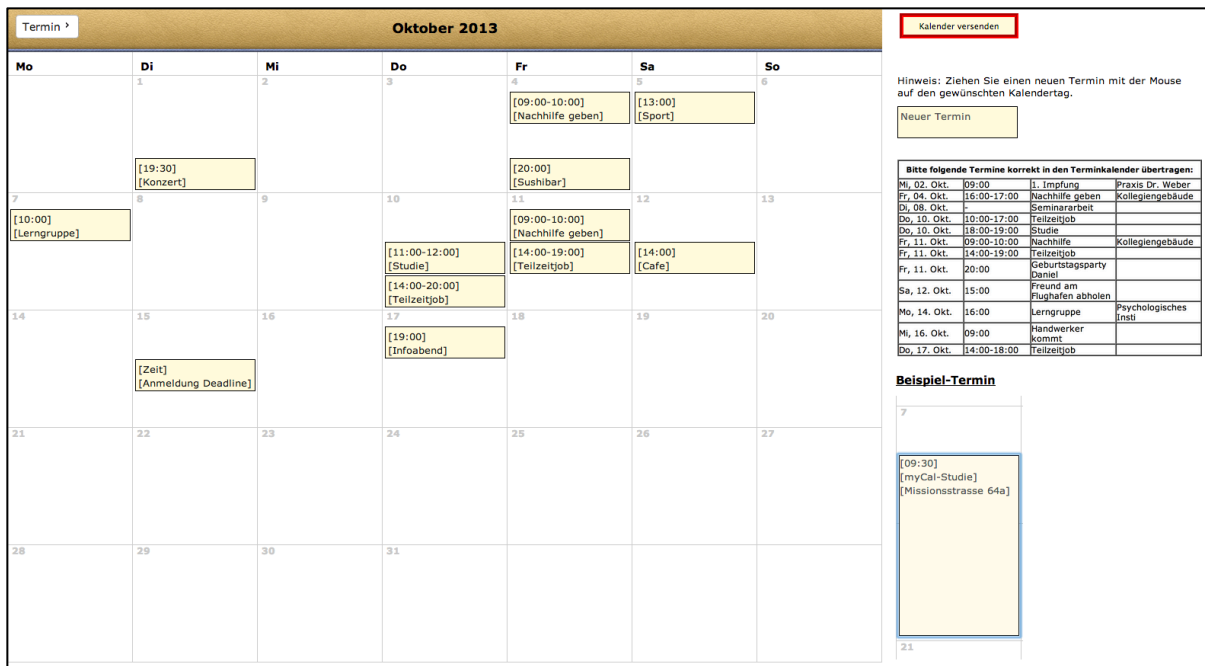 Termin ›
Oktober 2013
Mo Di Mi Do Fr Sa So
1 2 3 4 5 6
[09:00-10:00]
[Nachhilfe geben]
[13:00]
[Sport]
[19:30]
[Konzert]
[20:00]
[Sushibar]
7 8 9 10 11 12 13
[10:00]
[Lerngruppe]
[09:00-10:00]
[Nachhilfe geben]
[11:00-12:00]
[Studie]
[14:00-19:00]
[Teilzeitjob]
[14:00]
[Cafe]
[14:00-20:00]
[Teilzeitjob]
14 15 16 17 18 19 20
[19:00]
[Infoabend]
[Zeit]
[Anmeldung Deadline]
21 22 23 24 25 26 27
28 29 30 31
Kalender versenden
Hinweis: Ziehen Sie einen neuen Termin mit der Mouse
auf den gewünschten Kalendertag.
Neuer Termin
Bitte folgende Termine korrekt in den Terminkalender übertragen:
Mi, 02. Okt. 09:00 1. Impfung Praxis Dr. Weber
Fr, 04. Okt. 16:00-17:00 Nachhilfe geben Kollegiengebäude
Di, 08. Okt. - Seminararbeit
Do, 10. Okt. 10:00-17:00 Teilzeitjob
Do, 10. Okt. 18:00-19:00 Studie
Fr, 11. Okt. 09:00-10:00 Nachhilfe Kollegiengebäude
Fr, 11. Okt. 14:00-19:00 Teilzeitjob
Fr, 11. Okt. 20:00 Geburtstagsparty
Daniel
Sa, 12. Okt. 15:00 Freund am
Flughafen abholen
Mo, 14. Okt. 16:00 Lerngruppe Psychologisches
Insti
Mi, 16. Okt. 09:00 Handwerker
kommt
Do, 17. Okt. 14:00-18:00 Teilzeitjob
Beispiel-Termin
7
[09:30]
[myCal-Studie]
[Missionsstrasse 64a]
21